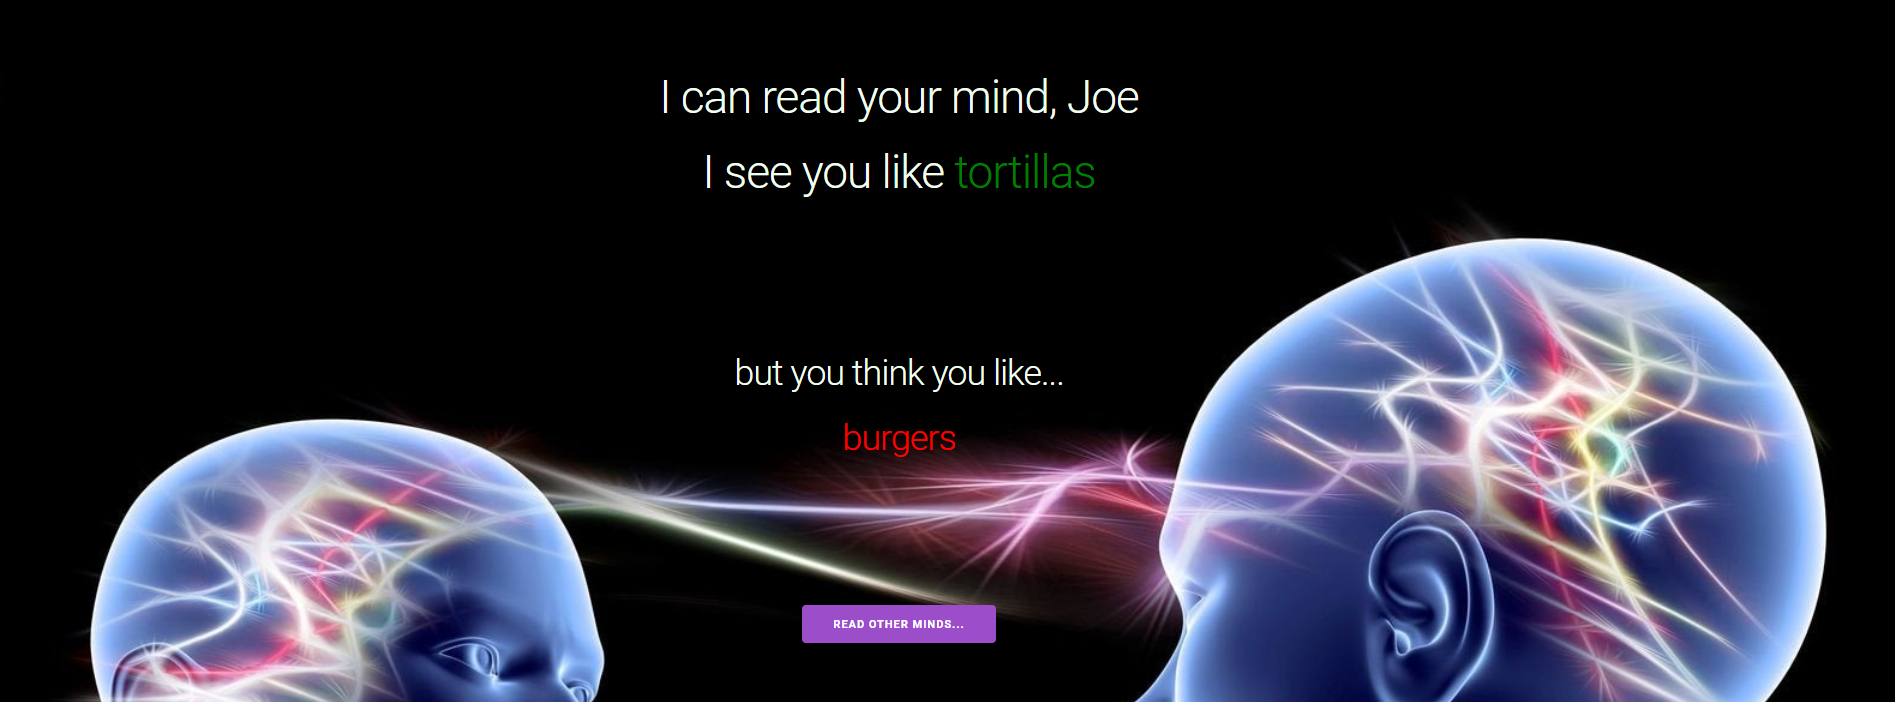 I can read your mind, Joe
I see you like tortillas
but you think you like...
burgers
READ OTHER MINDS...